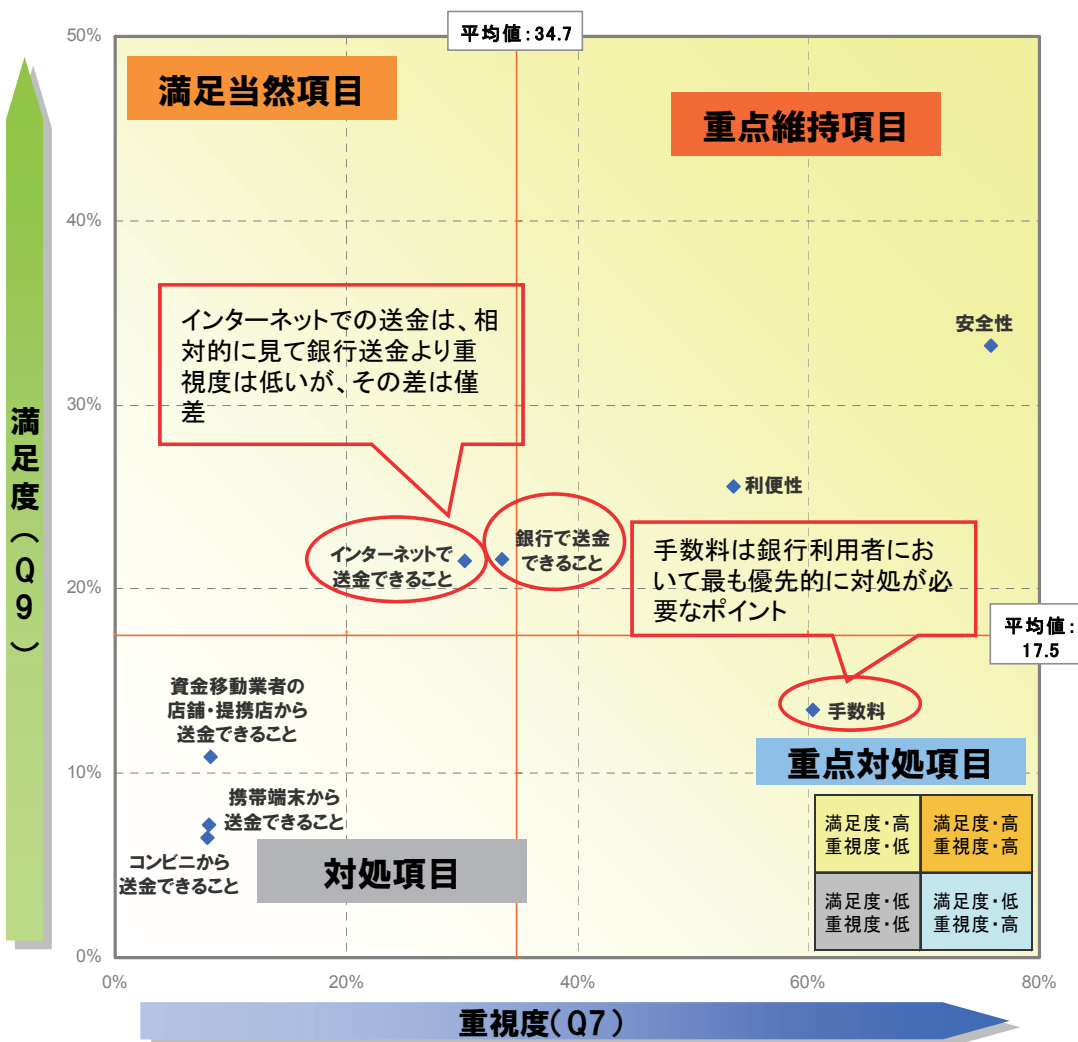 平均値:34.7
50%
満足当然項目
重点維持項目
40%
インターネットでの送金は、相
対的に見て銀行送金より重
視度は低いが、その差は僅
差
安全性
30%
満足度(Q9)
利便性
インターネットで
送金できること
銀行で送金
できること
手数料は銀行利用者にお
いて最も優先的に対処が必
要なポイント
20%
平均値:
17.5
資金移動業者の
店舗・提携店から
送金できること
手数料
重点対処項目
10%
携帯端末から
送金できること
コンビニから
送金できること
対処項目
満足度・高
重視度・低
満足度・高
重視度・高
満足度・低
重視度・低
満足度・低
重視度・高
0%
0%
20%
40%
60%
80%
重視度(Q7)